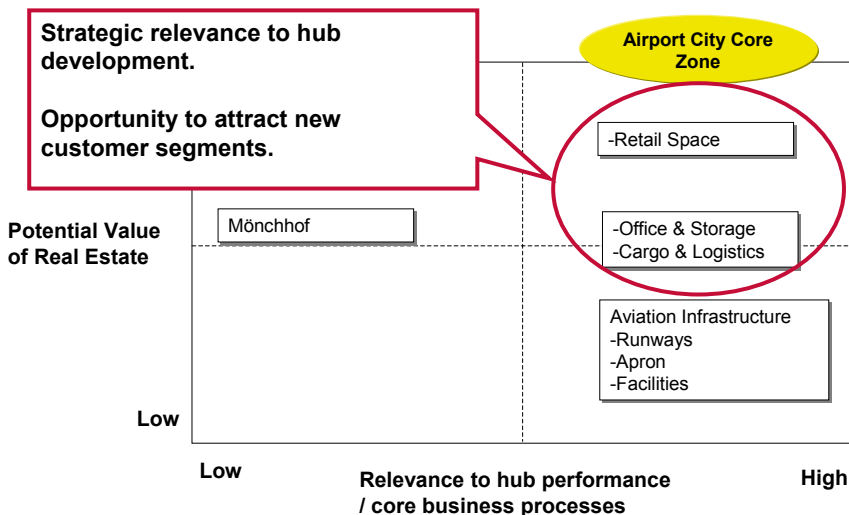 Strategic relevance to hub
development.
Opportunity to attract new
customer segments.
Airport City Core
Zone
-Retail Space
Mönchhof
-Office & Storage
-Cargo & Logistics
Potential Value
of Real Estate
Aviation Infrastructure
-Runways
-Apron
-Facilities
Low
Low
Relevance to hub performance
/ core business processes
High